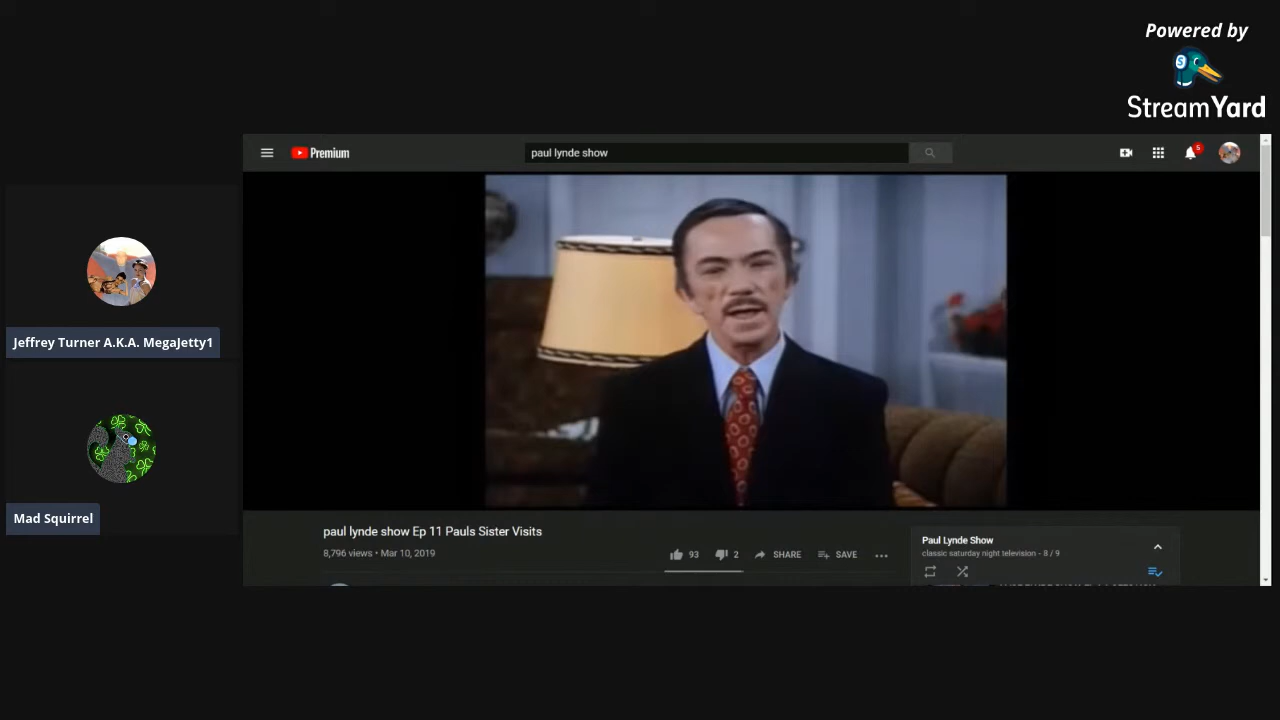 Powered by
StreamYard
Premium
paul lynde show
5
Jeffrey Turner A.K.A. MegaJetty1
Mad Squirrel
paul lynde show Ep 11 Pauls Sister Visits
8,796 views • Mar 10, 2019
93
2
SHARE
SAVE
Paul Lynde Show
classic saturday night television - 8 / 9